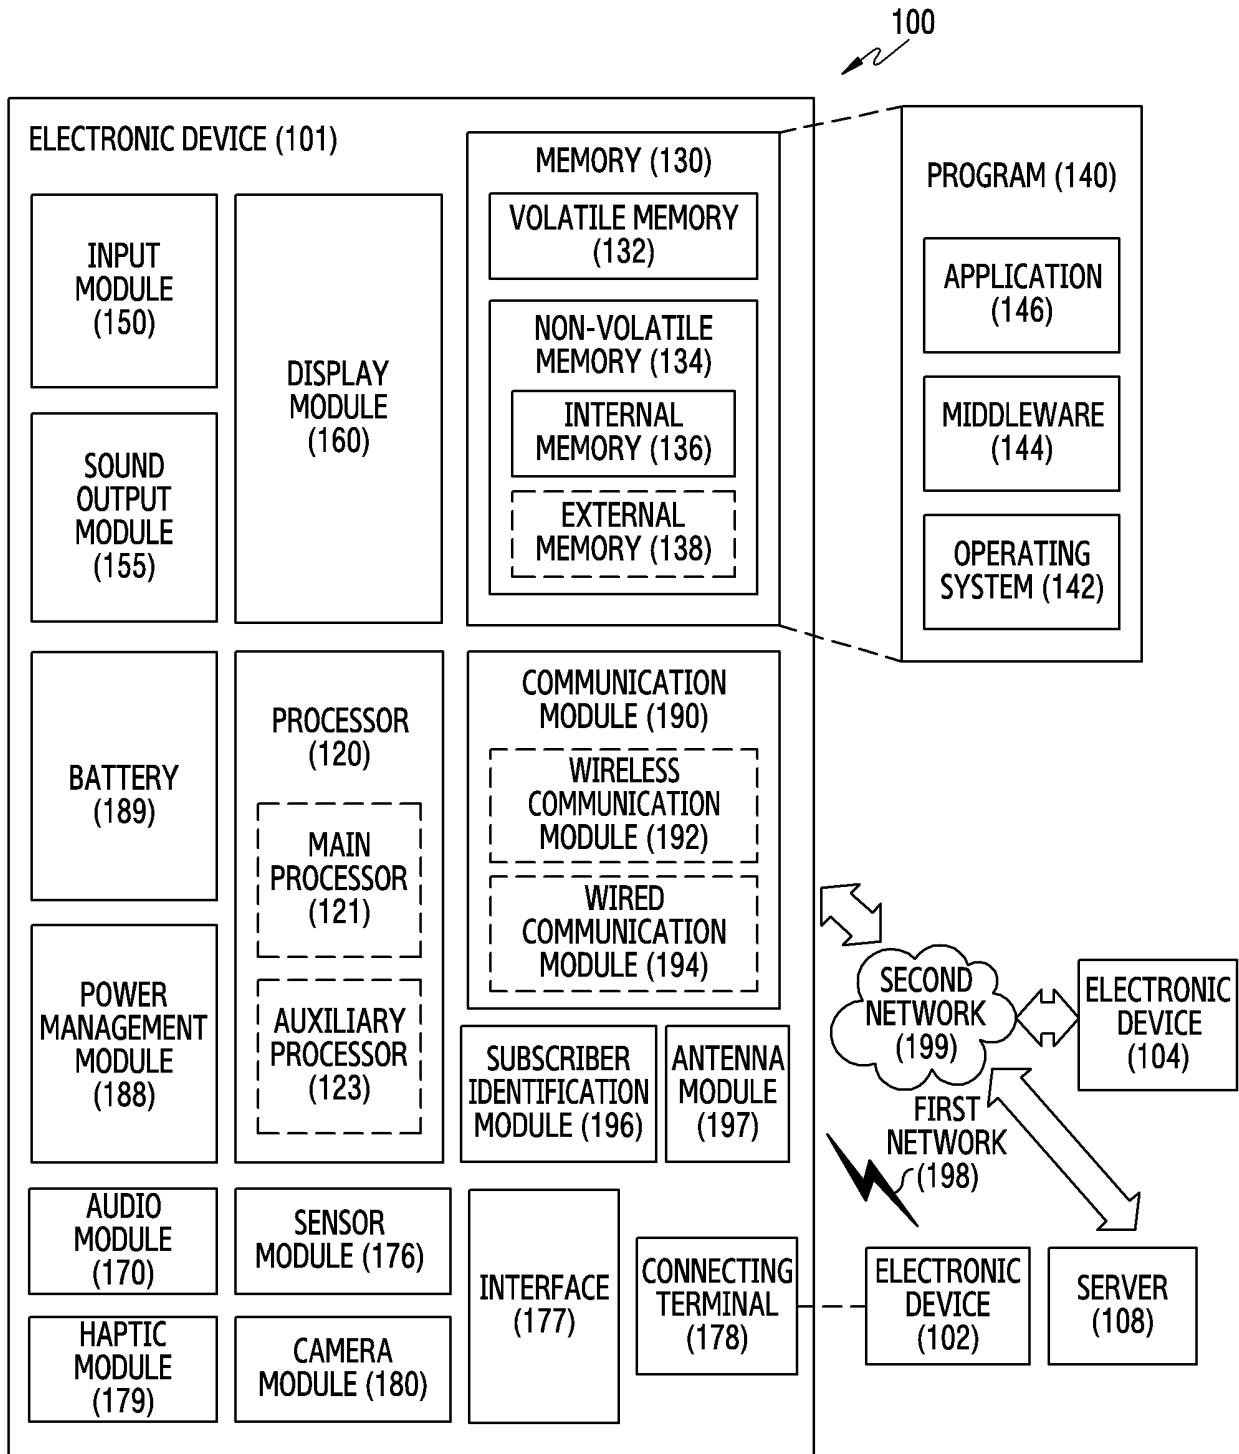 100
ELECTRONIC DEVICE (101)
INPUT
MODULE
(150)
SOUND
OUTPUT
MODULE
(155)
DISPLAY
MODULE
(160)
MEMORY (130)
VOLATILE MEMORY
(132)
NON-VOLATILE
MEMORY (134)
INTERNAL
MEMORY (136)
EXTERNAL
MEMORY (138)
PROGRAM (140)
APPLICATION
(146)
MIDDLEWARE
(144)
OPERATING
SYSTEM (142)
BATTERY
(189)
POWER
MANAGEMENT
MODULE
(188)
PROCESSOR
(120)
MAIN
PROCESSOR
(121)
AUXILIARY
PROCESSOR
(123)
COMMUNICATION
MODULE (190)
WIRELESS
COMMUNICATION
MODULE (192)
WIRED
COMMUNICATION
MODULE (194)
SUBSCRIBER
IDENTIFICATION
MODULE (196)
ANTENNA
MODULE
(197)
SECOND
NETWORK
(199)
ELECTRONIC
DEVICE
(104)
FIRST
NETWORK
(198)
AUDIO
MODULE
(170)
SENSOR
MODULE (176)
HAPTIC
MODULE
(179)
CAMERA
MODULE (180)
INTERFACE
(177)
CONNECTING
TERMINAL
(178)
ELECTRONIC
DEVICE
(102)
SERVER
(108)